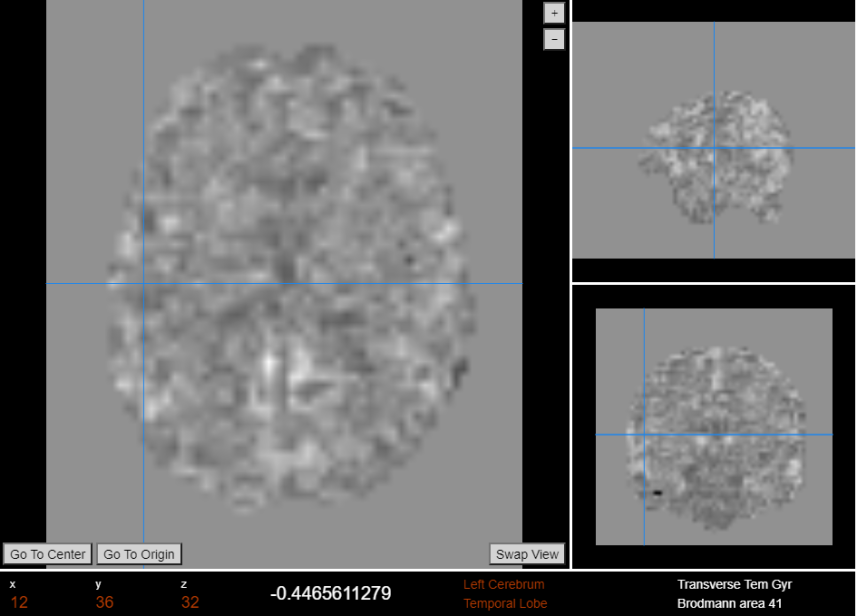 +
−
Go To Center Go To Origin Swap View
x y z -0.4465611279 Left Cerebrum Transverse Tem Gyr
12 36 32 Temporal Lobe Brodmann area 41